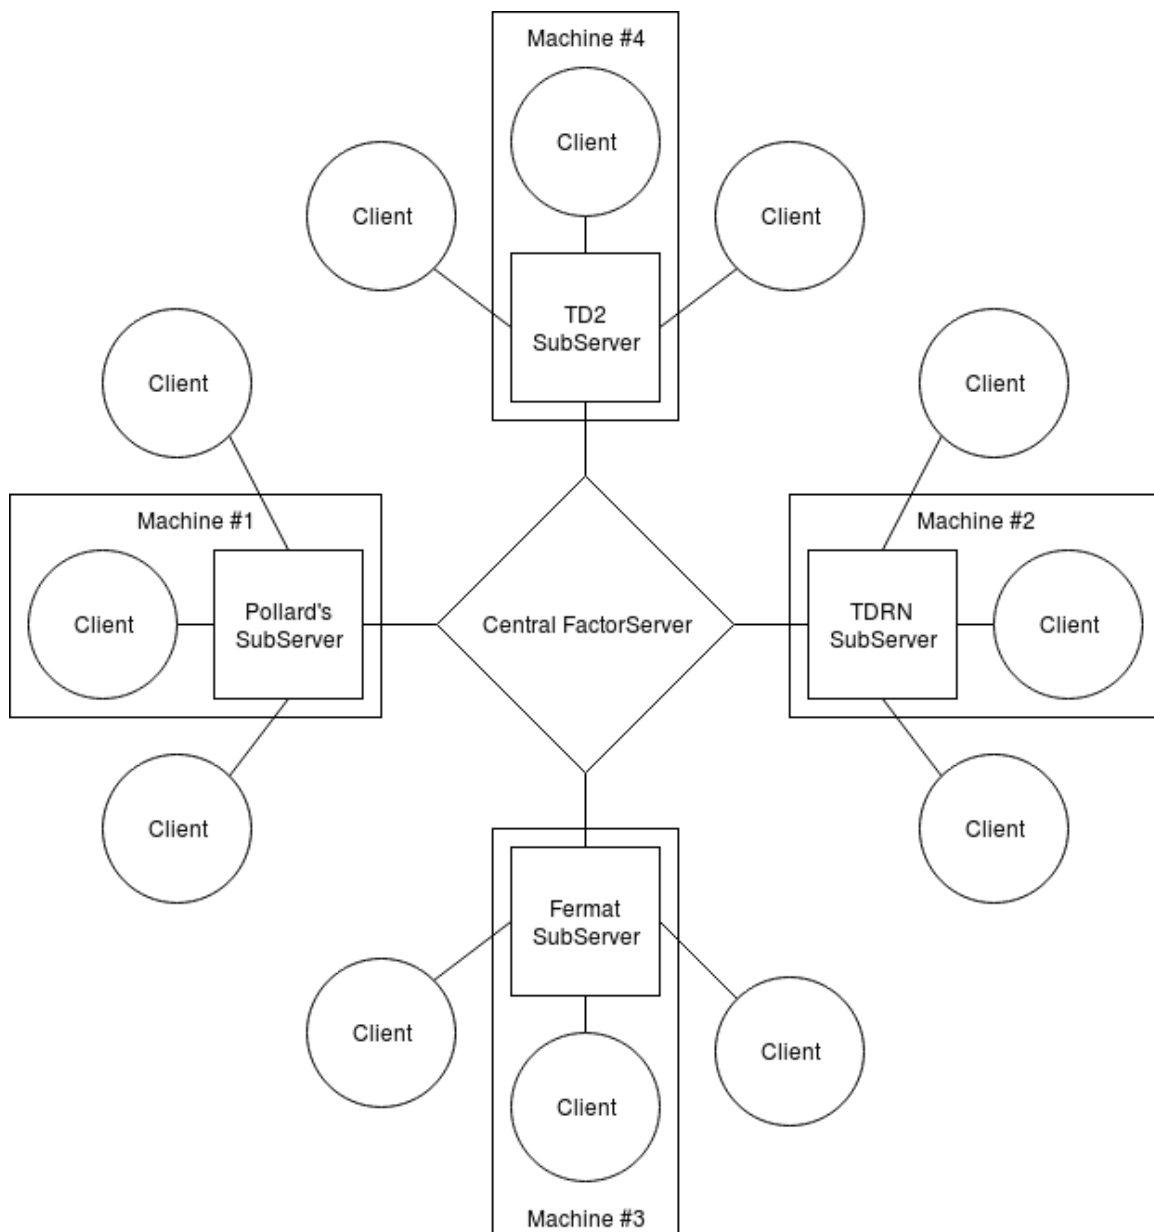 Machine #4
Client
Client
Client
TD2
SubServer
Client
Client
Machine #1
Machine #2
Client
Pollard's
SubServer
Central FactorServer
TDRN
SubServer
Client
Client
Client
Fermat
SubServer
Client
Client
Client
Machine #3